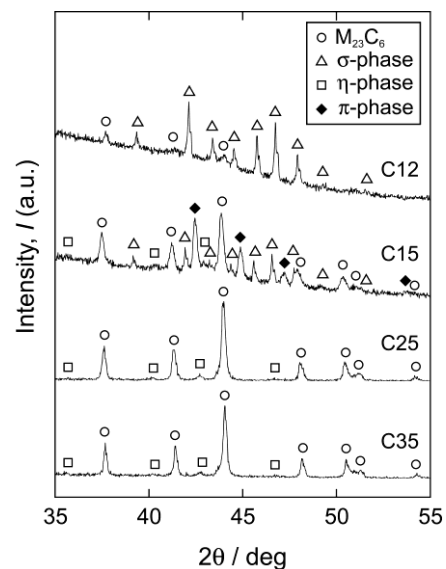 M₂₃C₆
σ-phase
η-phase
π-phase
C12
C15
C25
C35
Intensity, I (a.u.)
35 40 45 50 55
2θ / deg